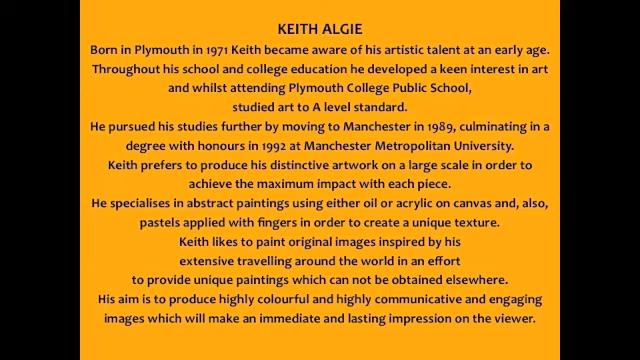 KEITH ALGIE
Born in Plymouth in 1971 Keith became aware of his artistic talent at an early age.
Throughout his school and college education he developed a keen interest in art
and whilst attending Plymouth College Public School,
studied art to A level standard.
He pursued his studies further by moving to Manchester in 1989, culminating in a
degree with honours in 1992 at Manchester Metropolitan University.
Keith prefers to produce his distinctive artwork on a large scale in order to
achieve the maximum impact with each piece.
He specialises in abstract paintings using either oil or acrylic on canvas and, also,
pastels applied with fingers in order to create a unique texture.
Keith likes to paint original images inspired by his
extensive travelling around the world in an effort
to provide unique paintings which can not be obtained elsewhere.
His aim is to produce highly colourful and highly communicative and engaging
images which will make an immediate and lasting impression on the viewer.